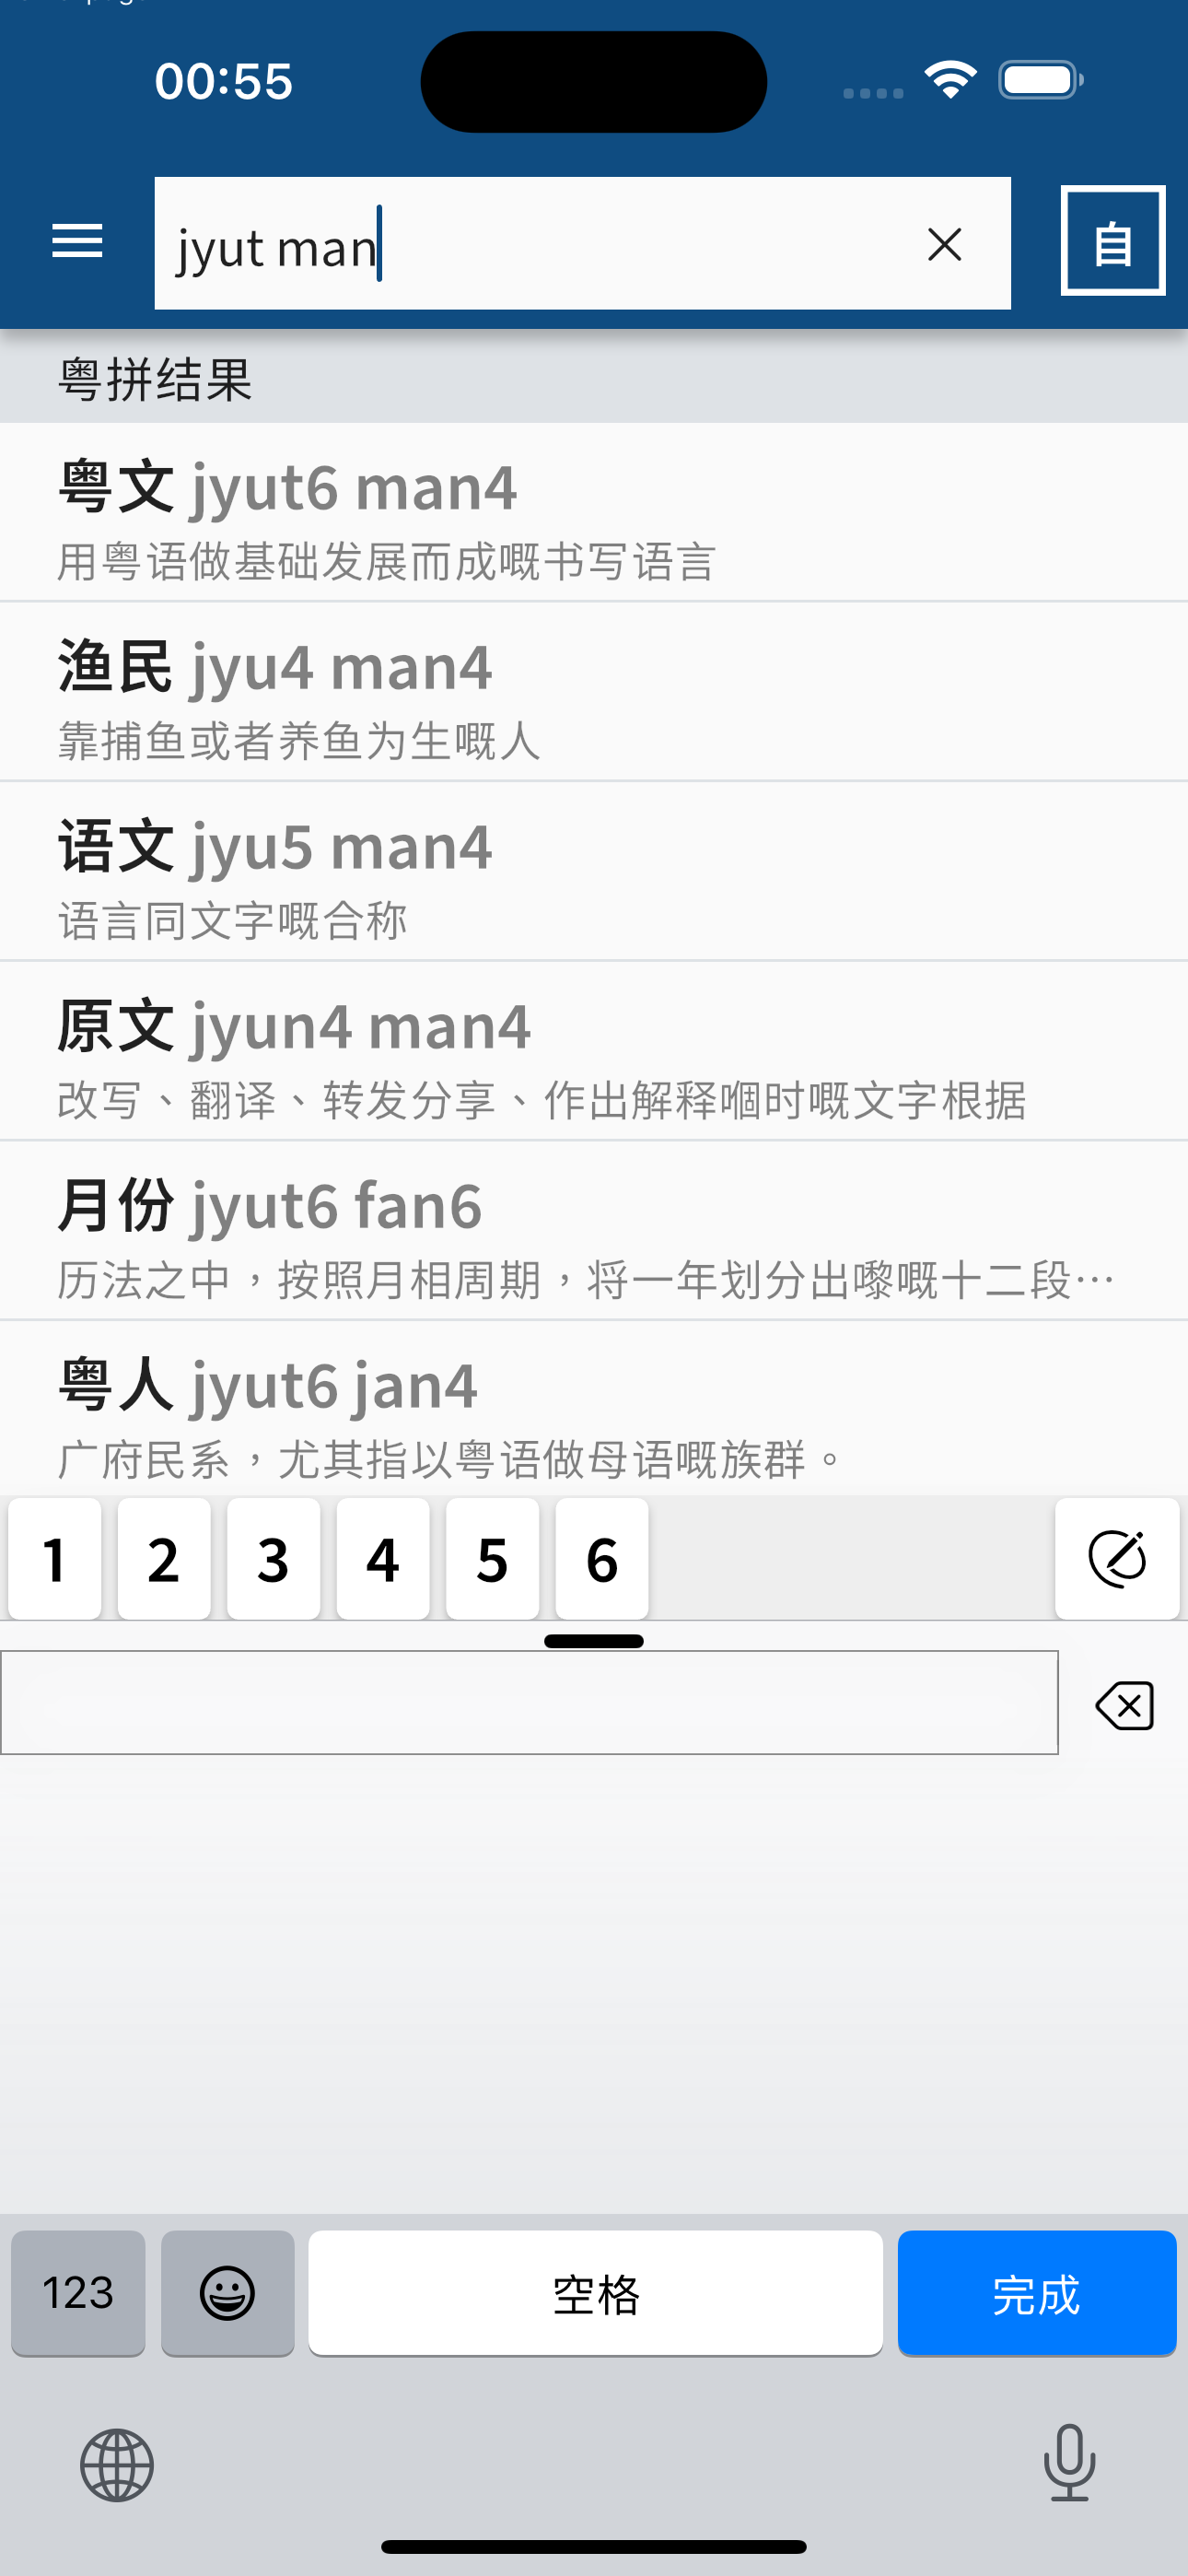 00:55
jyut man
自
粤拼结果
粤文 jyut6 man4
用粤语做基础发展而成嘅书写语言
渔民 jyu4 man4
靠捕鱼或者养鱼为生嘅人
语文 jyu5 man4
语言同文字嘅合称
原文 jyun4 man4
改写、翻译、转发分享、作出解释嗰时嘅文字根据
月份 jyut6 fan6
历法之中，按照月相周期，将一年划分出嚟嘅十二段…
粤人 jyut6 jan4
广府民系，尤其指以粤语做母语嘅族群。
1 2 3 4 5 6
123 空格 完成